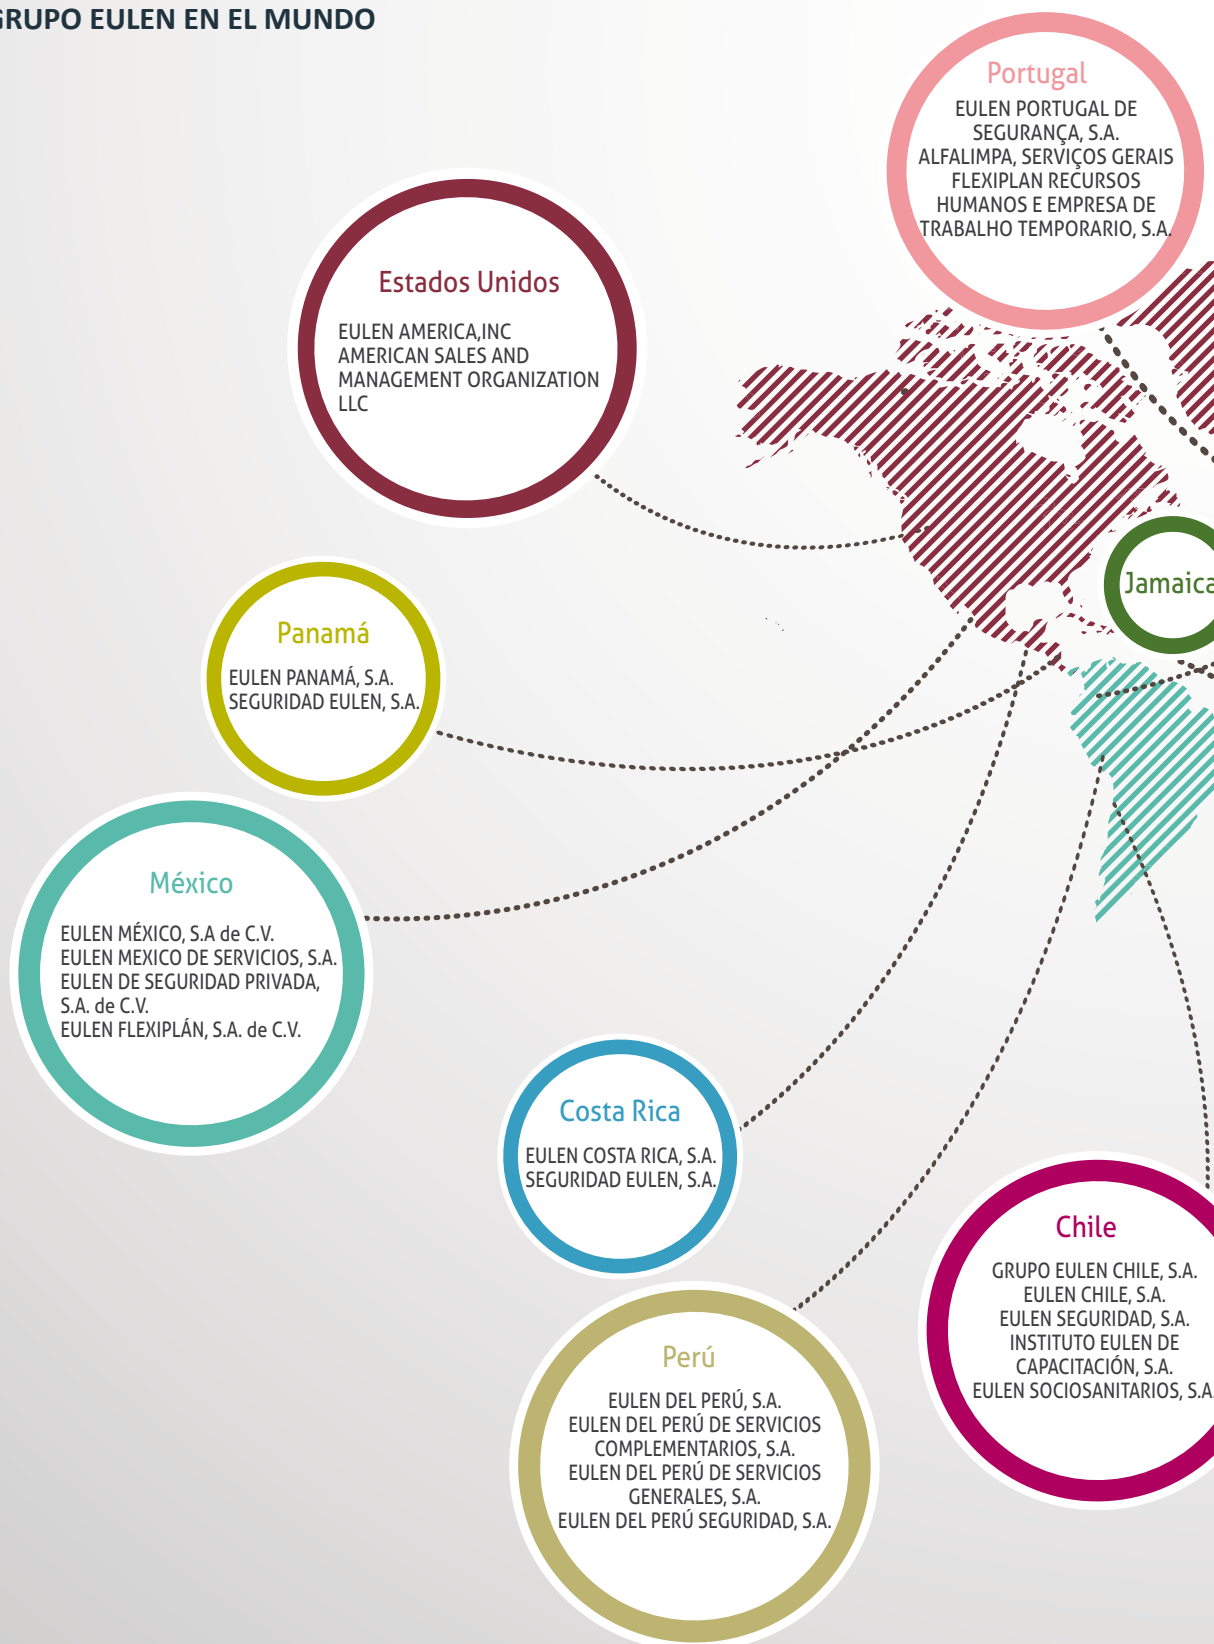 GRUPO EULEN EN EL MUNDO
Portugal
EULEN PORTUGAL DE
SEGURANÇA, S.A.
ALFALIMPA, SERVIÇOS GERAIS
FLEXIPLAN RECURSOS
HUMANOS E EMPRESA DE
TRABALHO TEMPORARIO, S.A.
Estados Unidos
EULEN AMERICA,INC
AMERICAN SALES AND
MANAGEMENT ORGANIZATION
LLC
Jamaica
Panamá
EULEN PANAMÁ, S.A.
SEGURIDAD EULEN, S.A.
México
EULEN MÉXICO, S.A de C.V.
EULEN MEXICO DE SERVICIOS, S.A.
EULEN DE SEGURIDAD PRIVADA,
S.A. de C.V.
EULEN FLEXIPLÁN, S.A. de C.V.
Costa Rica
EULEN COSTA RICA, S.A.
SEGURIDAD EULEN, S.A.
Chile
GRUPO EULEN CHILE, S.A.
EULEN CHILE, S.A.
EULEN SEGURIDAD, S.A.
INSTITUTO EULEN DE
CAPACITACIÓN, S.A.
EULEN SOCIOSANITARIOS, S.A.
Perú
EULEN DEL PERÚ, S.A.
EULEN DEL PERÚ DE SERVICIOS
COMPLEMENTARIOS, S.A.
EULEN DEL PERÚ DE SERVICIOS
GENERALES, S.A.
EULEN DEL PERÚ SEGURIDAD, S.A.